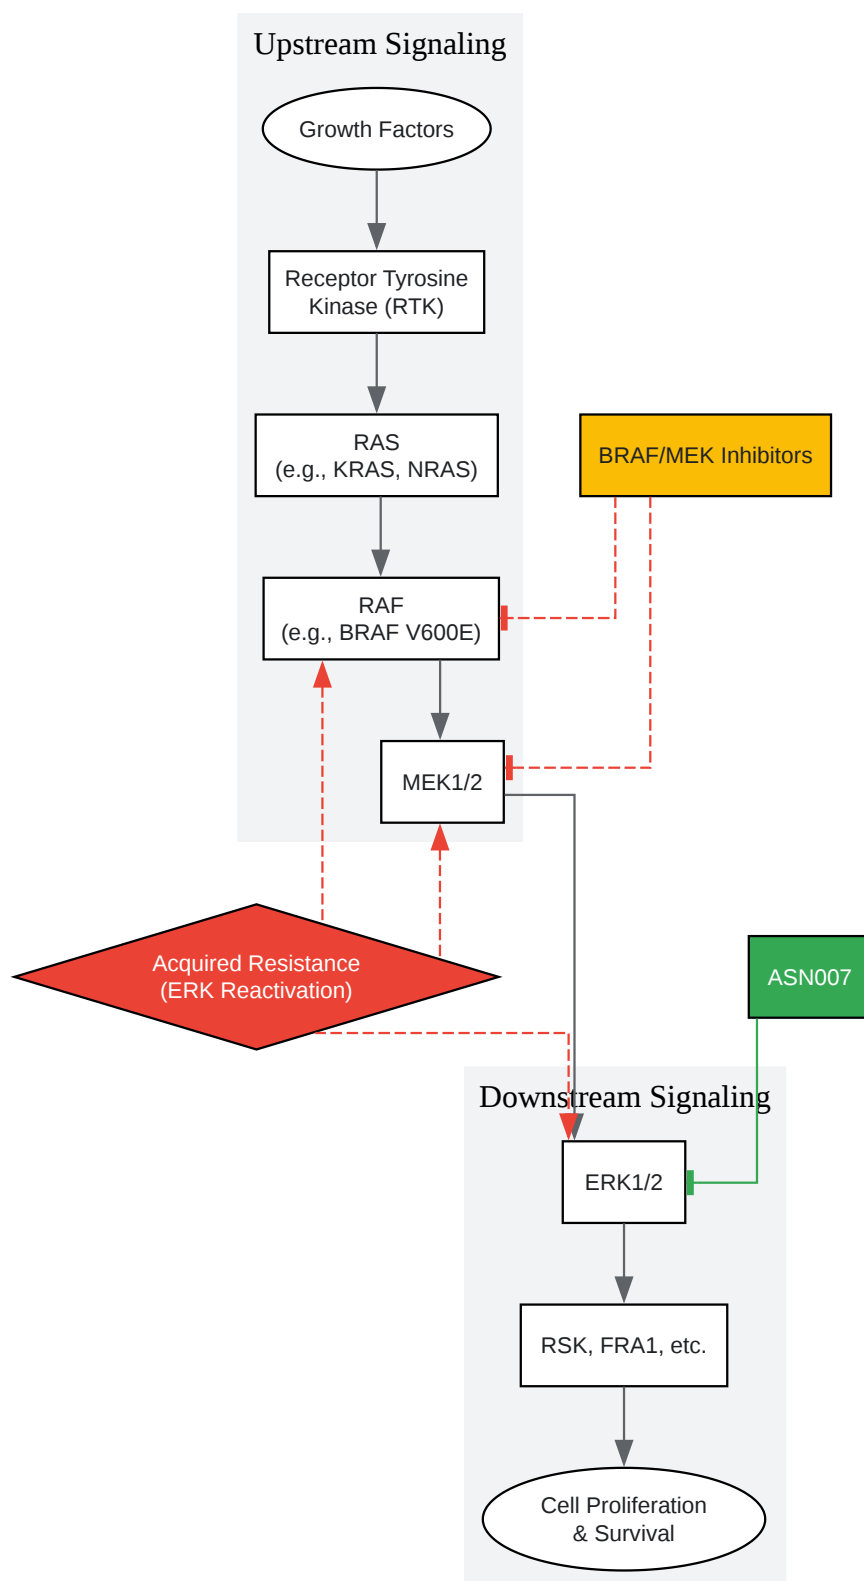 Upstream Signaling
Growth Factors
Receptor Tyrosine
Kinase (RTK)
RAS
(e.g., KRAS, NRAS)
BRAF/MEK Inhibitors
RAF
(e.g., BRAF V600E)
MEK1/2
Acquired Resistance
(ERK Reactivation)
ASN007
Downstream Signaling
ERK1/2
RSK, FRA1, etc.
Cell Proliferation
& Survival